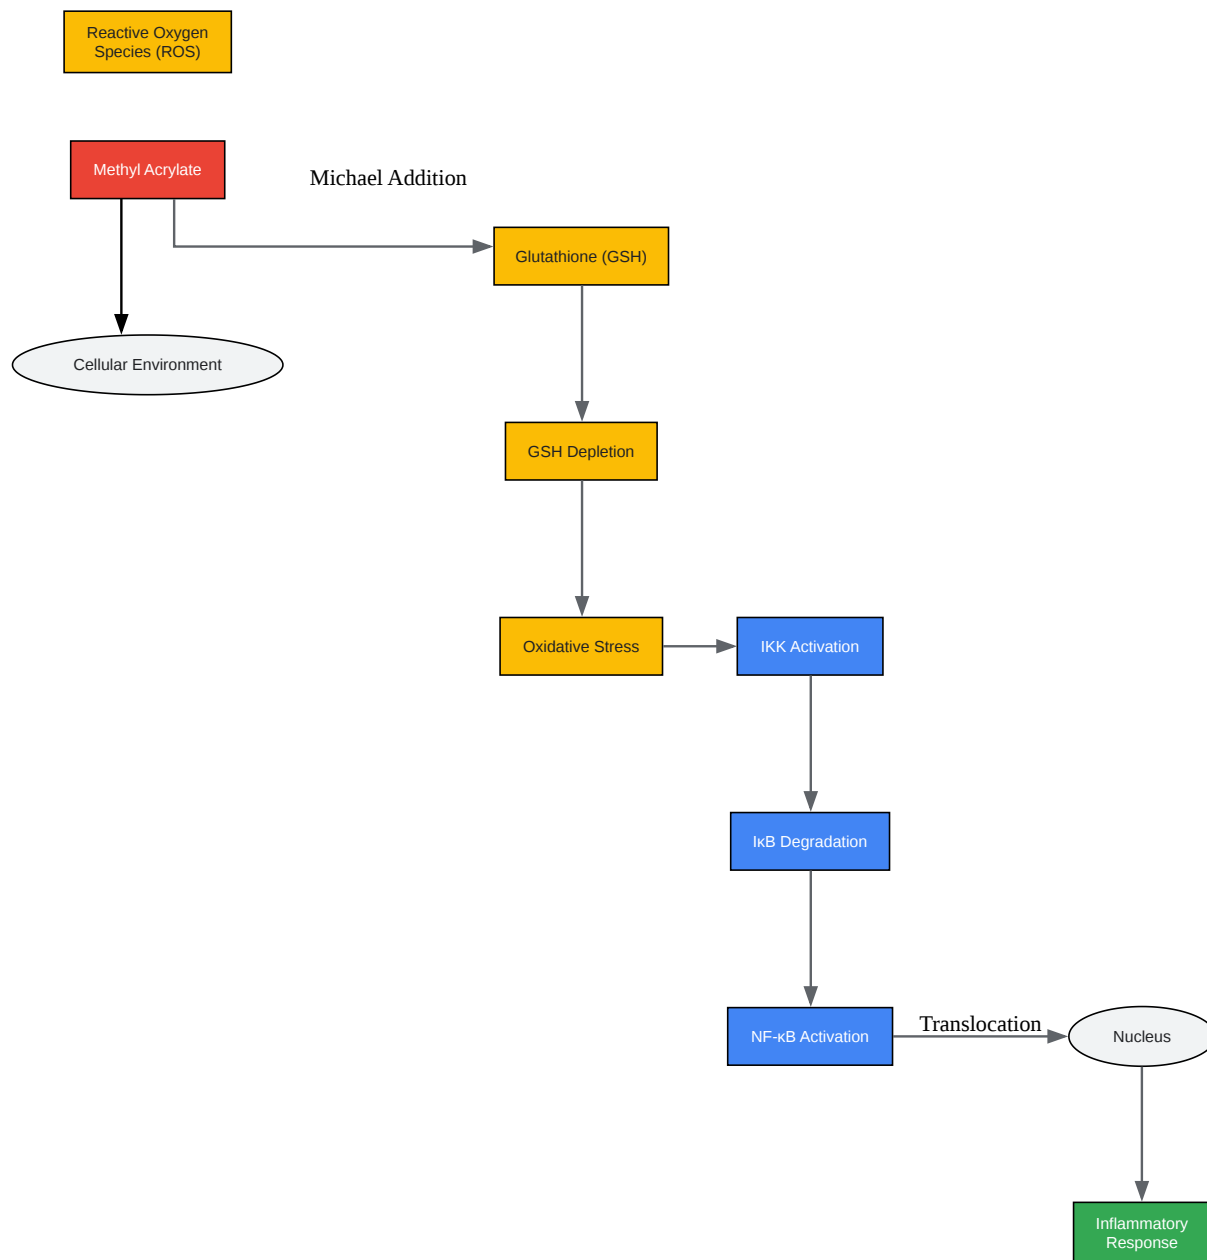 Reactive Oxygen
Species (ROS)
Methyl Acrylate
Michael Addition
Glutathione (GSH)
Cellular Environment
GSH Depletion
Oxidative Stress
IKK Activation
IκB Degradation
NF-κB Activation
Translocation
Nucleus
Inflammatory
Response